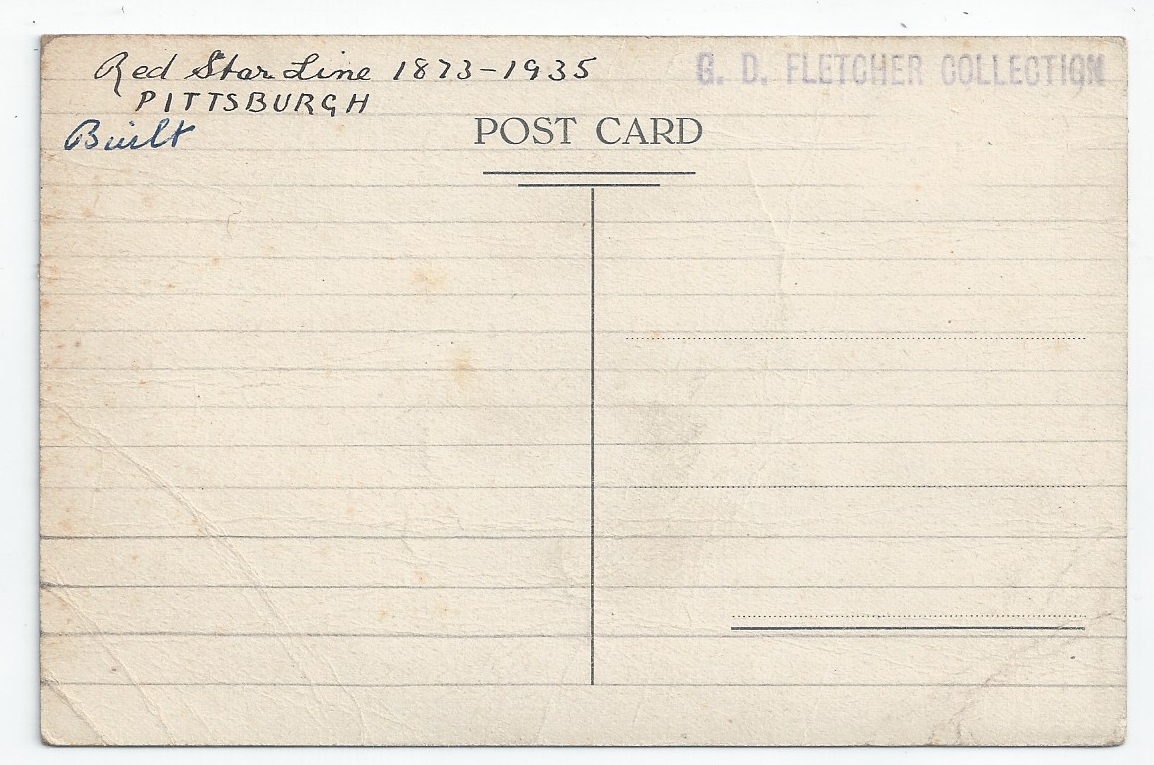 Red Star Line 1873-1935
G. D. FLETCHER COLLECTION
PITTSBURGH
Built
POST CARD